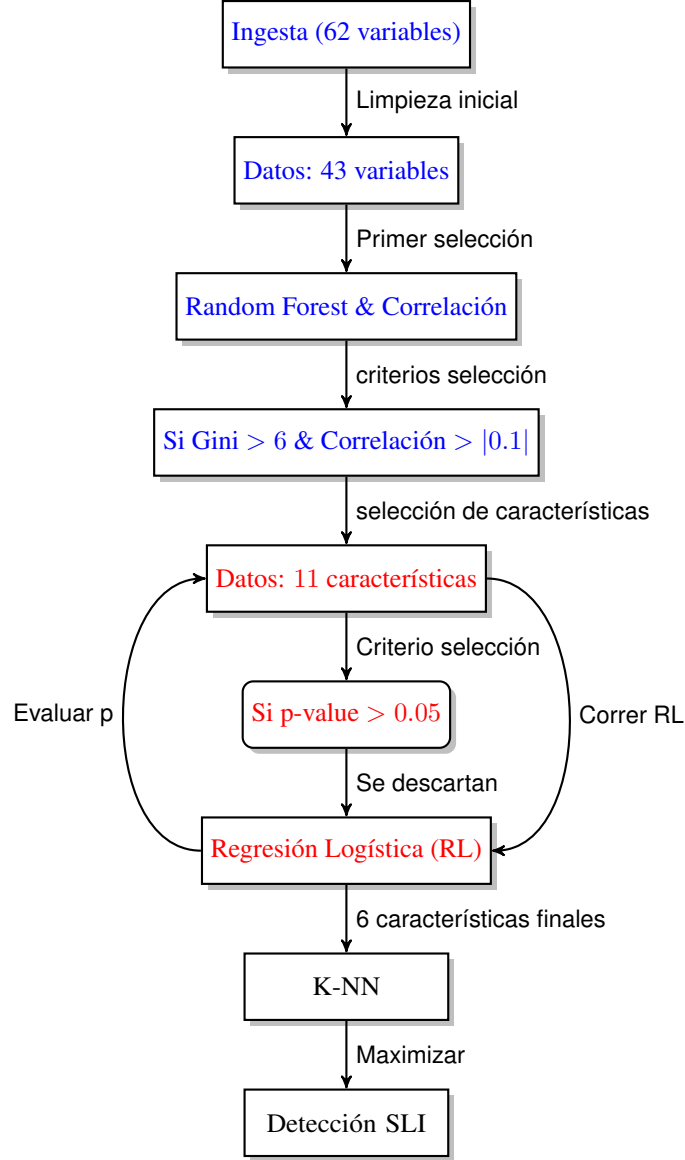 Ingesta (62 variables)
Limpieza inicial
Datos: 43 variables
Primer selección
Random Forest & Correlación
criterios selección
Si Gini > 6 & Correlación > |0.1|
selección de características
Datos: 11 características
Criterio selección
Si p-value > 0.05
Evaluar p
Correr RL
Se descartan
Regresión Logística (RL)
6 características finales
K-NN
Maximizar
Detección SLI